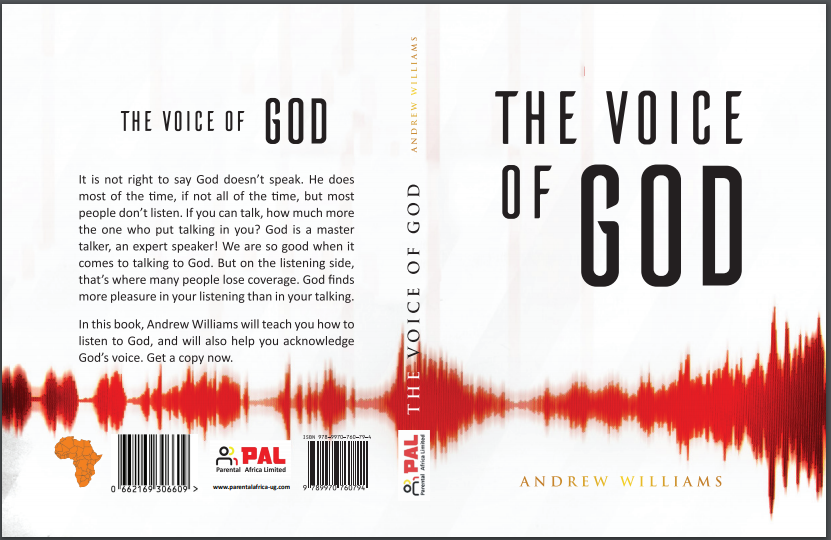 THE VOICE OF GOD
It is not right to say God doesn't speak. He does
most of the time, if not all of the time, but most
people don't listen. If you can talk, how much more
the one who put talking in you? God is a master
talker, an expert speaker! We are so good when it
comes to talking to God. But on the listening side,
that's where many people lose coverage. God finds
more pleasure in your listening than in your talking.
In this book, Andrew Williams will teach you how to
listen to God, and will also help you acknowledge
God's voice. Get a copy now.
0 662169 306609 >
PAL
Parental Africa Limited
www.parentalafrica-ug.com
ISBN 978-9970-760-79-4
9 789970 760794
ANDREW WILLIAMS
THE VOICE OF GOD
PAL
Parental Africa Limited
THE VOICE
OF GOD
ANDREW WILLIAMS